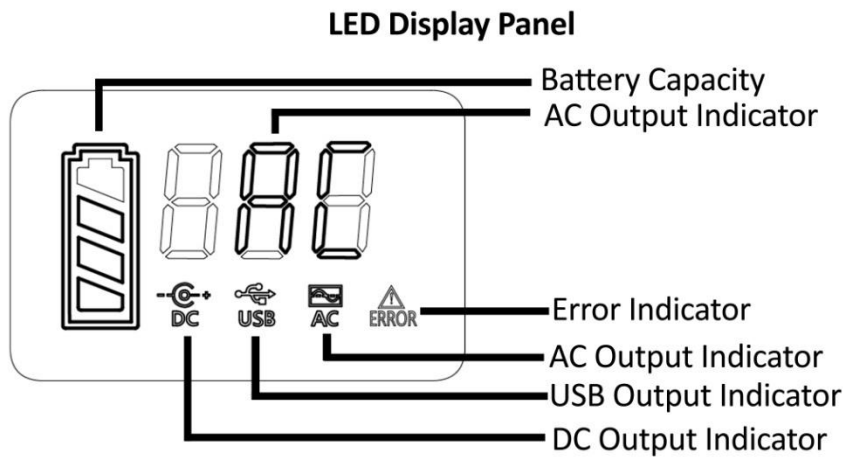 LED Display Panel
Battery Capacity
AC Output Indicator
AC
DC
USB
AC
ERROR
Error Indicator
AC Output Indicator
USB Output Indicator
DC Output Indicator